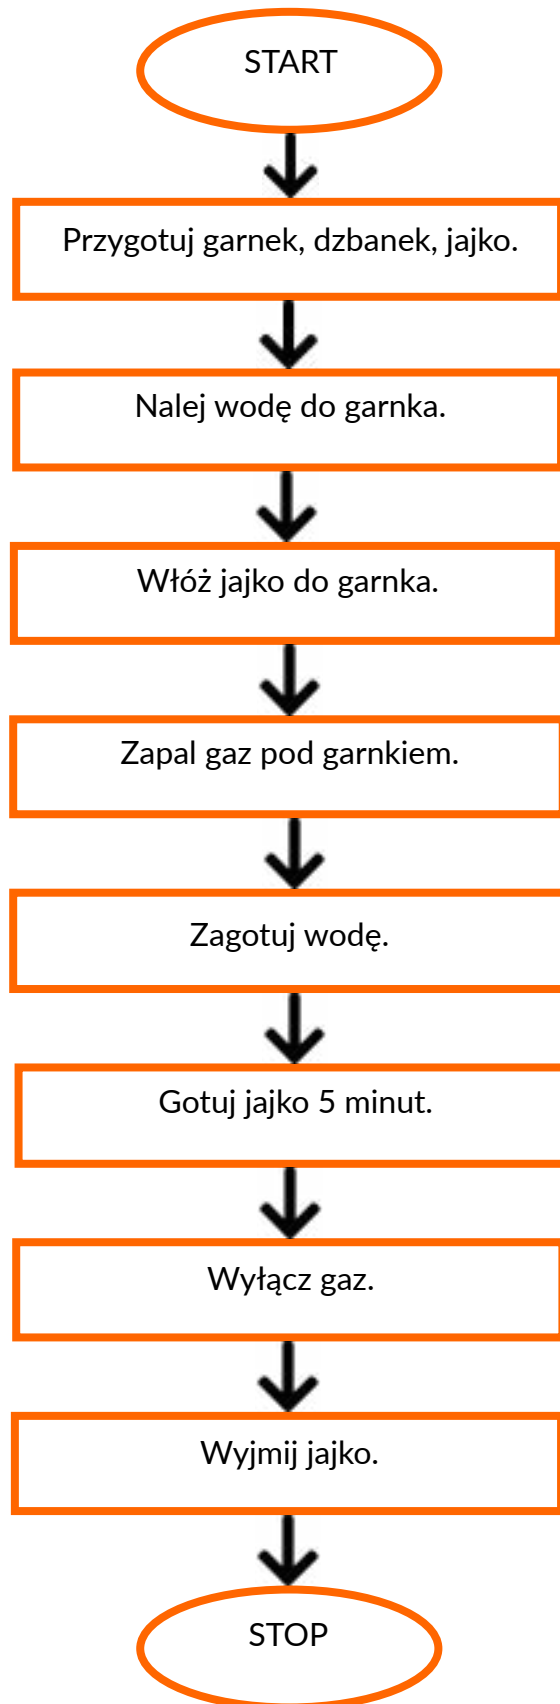 START
Przygotuj garnek, dzbanek, jajko.
Nalej wodę do garnka.
Włóż jajko do garnka.
Zapal gaz pod garnkiem.
Zagotuj wodę.
Gotuj jajko 5 minut.
Wyłącz gaz.
Wyjmij jajko.
STOP